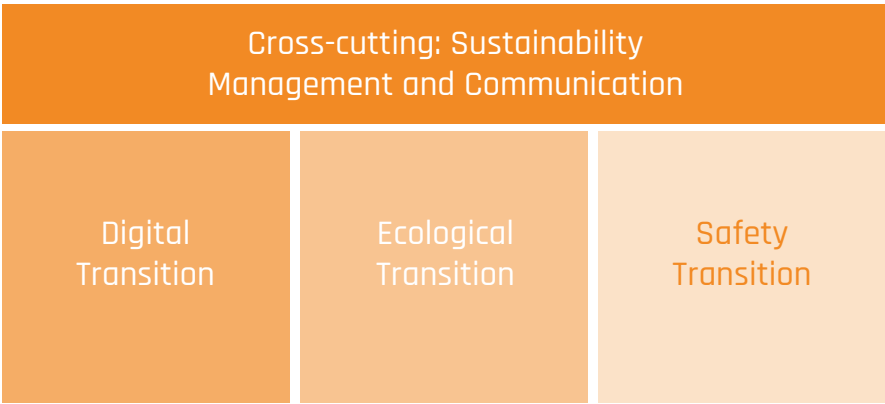 Cross-cutting: Sustainability
Management and Communication
Digital
Transition
Ecological
Transition
Safety
Transition